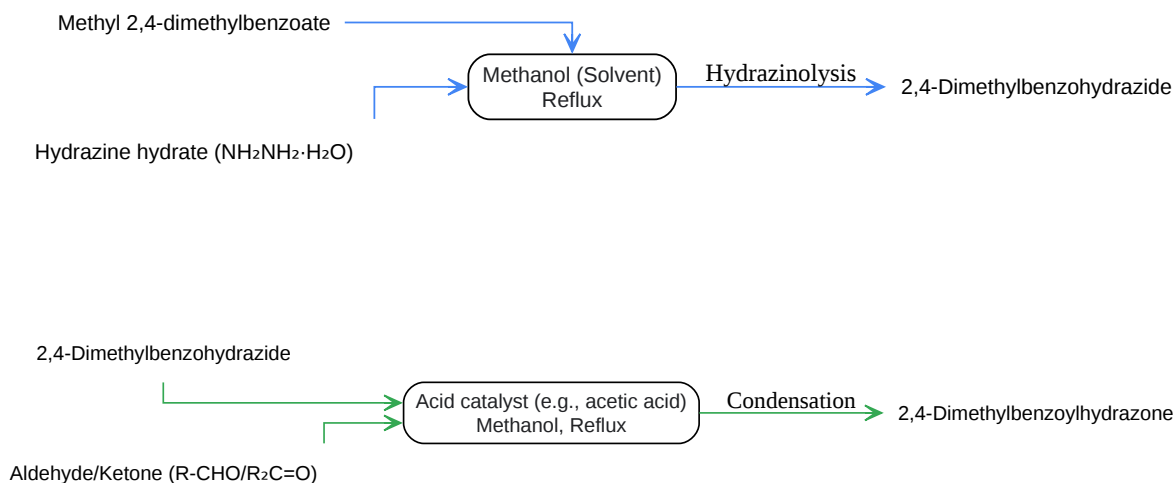 Methyl 2,4-dimethylbenzoate
Methanol (Solvent)
Reflux
Hydrazinolysis
2,4-Dimethylbenzohydrazide
Hydrazine hydrate (NH₂NH₂·H₂O)
2,4-Dimethylbenzohydrazide
Acid catalyst (e.g., acetic acid)
Methanol, Reflux
Condensation
2,4-Dimethylbenzoylhydrazone
Aldehyde/Ketone (R-CHO/R₂C=O)